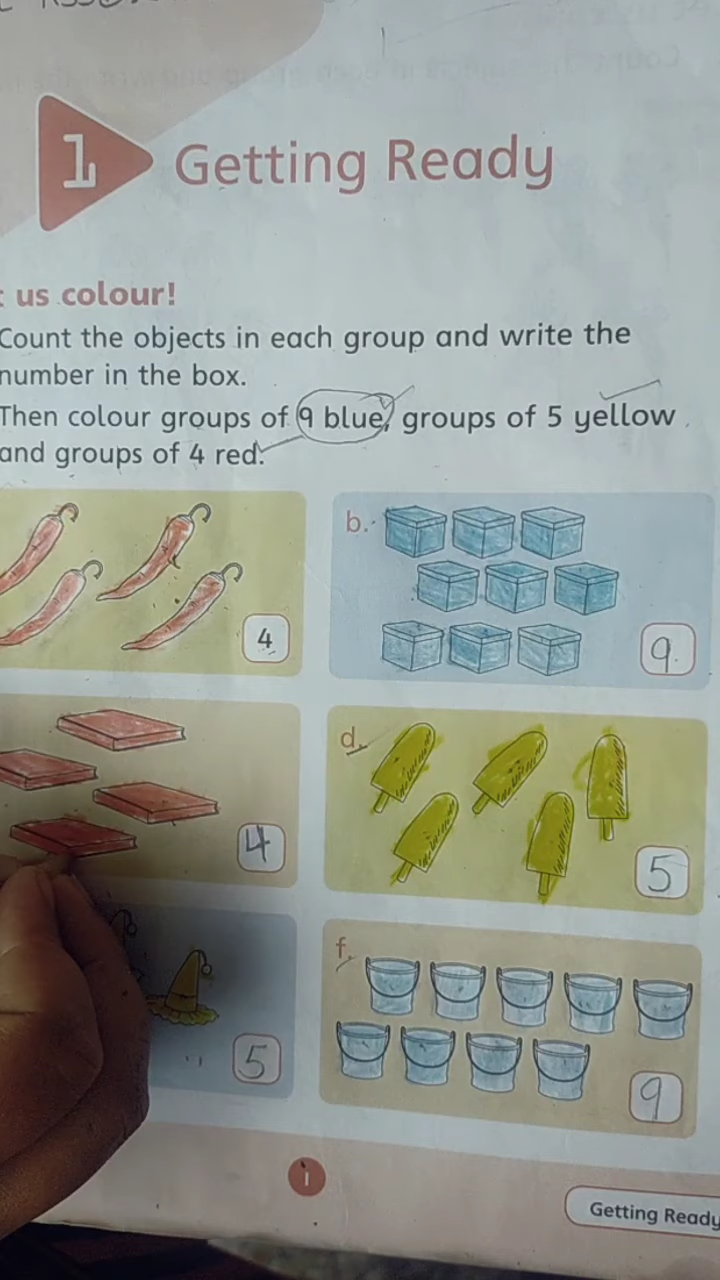 1 Getting Ready
us colour!
Count the objects in each group and write the
number in the box.
Then colour groups of 9 blue, groups of 5 yellow
and groups of 4 red.
b.
4
9
d.
4
5
f.
5
9
1
Getting Ready